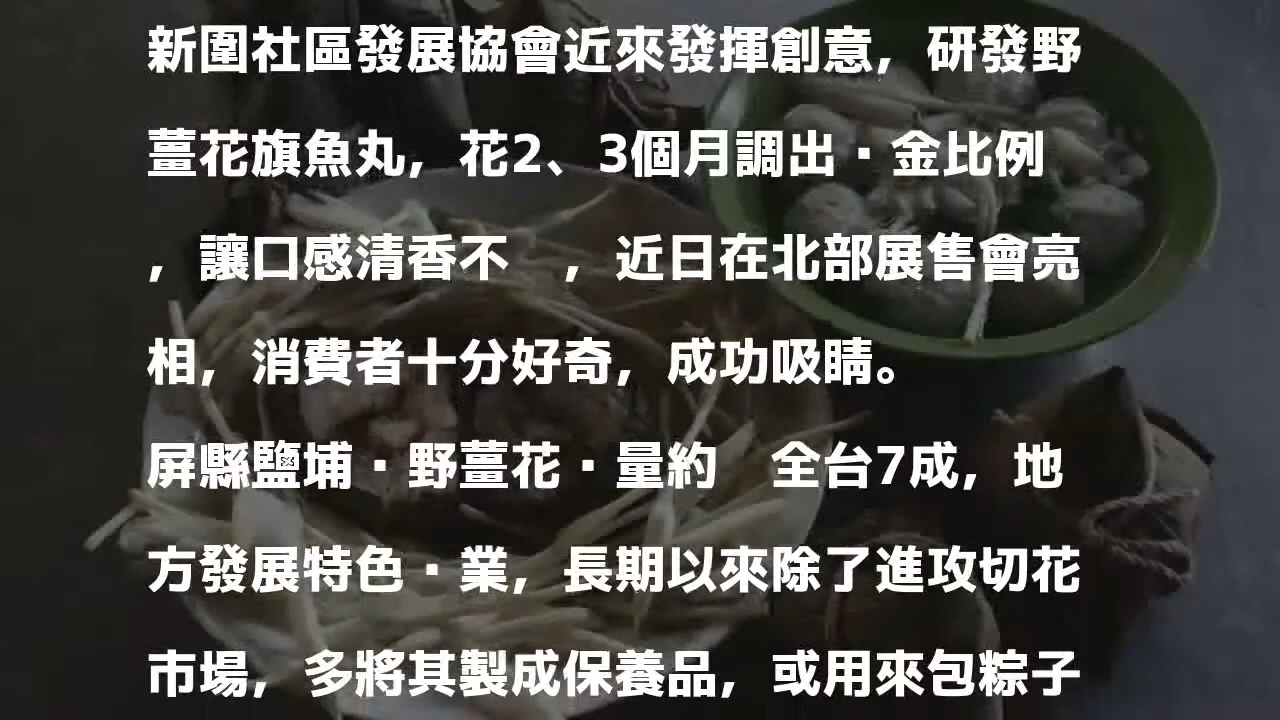 新圍社區發展協會近來發揮創意，研發野
薑花旗魚丸，花2、3個月調出・金比例
，讓口感清香不　，近日在北部展售會亮
相，消費者十分好奇，成功吸睛。
屏縣鹽埔・野薑花・量約　全台7成，地
方發展特色・業，長期以來除了進攻切花
市場，多將其製成保養品，或用來包粽子